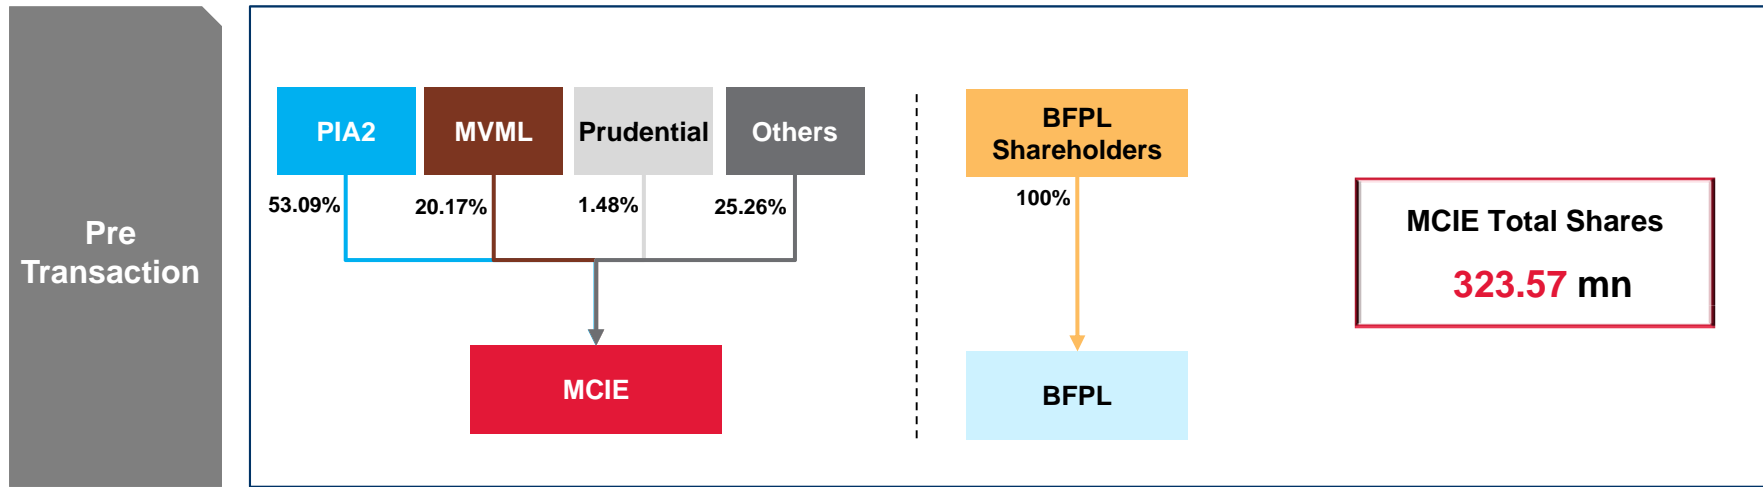 Pre
Transaction
PIA2
MVML
Prudential
Others
53.09%
20.17%
1.48%
25.26%
MCIE
BFPL
Shareholders
100%
BFPL
MCIE Total Shares
323.57 mn